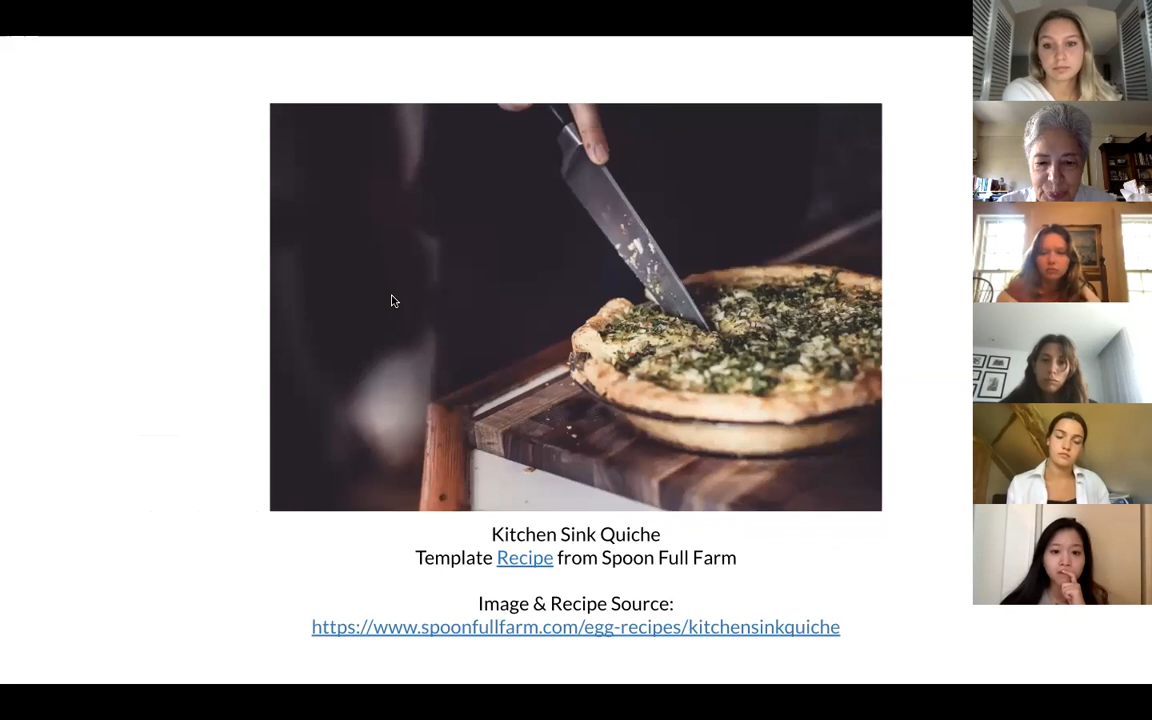 Kitchen Sink Quiche
Template Recipe from Spoon Full Farm
Image & Recipe Source:
https://www.spoonfullfarm.com/egg-recipes/kitchensinkquiche